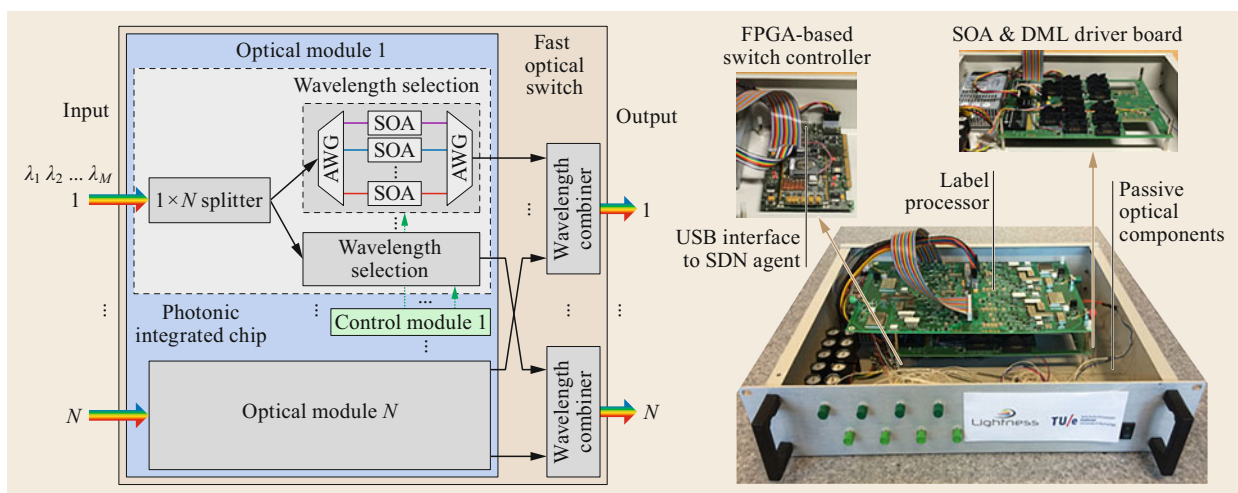 Optical module 1
Fast
optical
switch
Wavelength selection
Input
Output
SOA
SOA
SOA
AWG
AWG
λ1 λ2 ... λM
1
1 × N splitter
Wavelength
combiner
1
Wavelength
selection
Photonic
integrated chip
Control module 1
Optical module N
N
Wavelength
combiner
N
FPGA-based
switch controller
SOA & DML driver board
Label
processor
Passive
optical
components
USB interface
to SDN agent
Lightness
TU/e